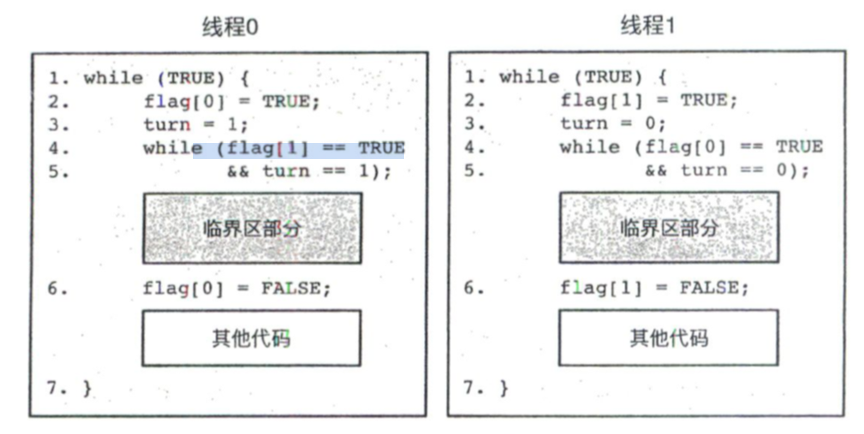 线程0
1. while (TRUE) {
2. flag[0] = TRUE;
3. turn = 1;
4. while (flag[1] == TRUE
5. && turn == 1);
临界区部分
6. flag[0] = FALSE;
其他代码
7. }
线程1
1. while (TRUE) {
2. flag[1] = TRUE;
3. turn = 0;
4. while (flag[0] == TRUE
5. && turn == 0);
临界区部分
6. flag[1] = FALSE;
其他代码
7. }